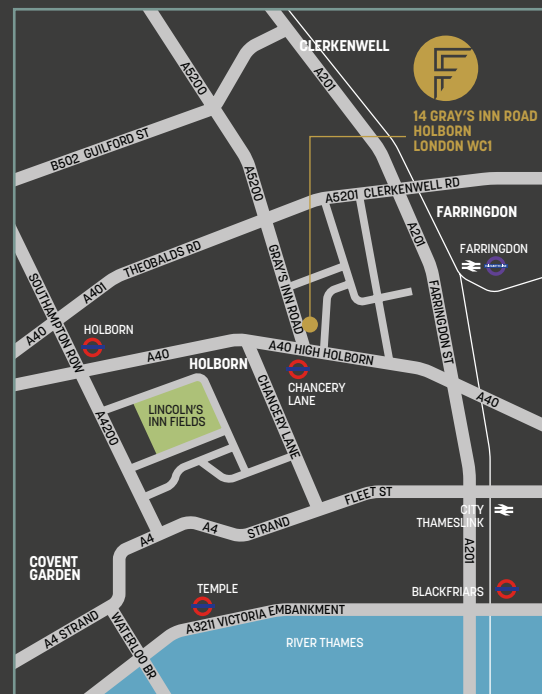 CLERKENWELL
A5200
A201
14 GRAY'S INN ROAD
HOLBORN
LONDON WC1
B502 GUILFORD ST
A5200
A5201 CLERKENWELL RD
FARRINGDON
A201
FARRINGDON
THEOBALDS RD
A401
GRAY'S INN ROAD
SOUTHAMPTON ROW
FARRINGDON ST
A40
HOLBORN
A40
A40 HIGH HOLBORN
HOLBORN
CHANCERY
LANE
A40
CHANCERY LANE
LINCOLN'S
INN FIELDS
A4200
FLEET ST
CITY
THAMESLINK
A4
STRAND
A4
A201
COVENT
GARDEN
TEMPLE
BLACKFRIARS
A4 STRAND
WATERLOO BR
A3211 VICTORIA EMBANKMENT
RIVER THAMES